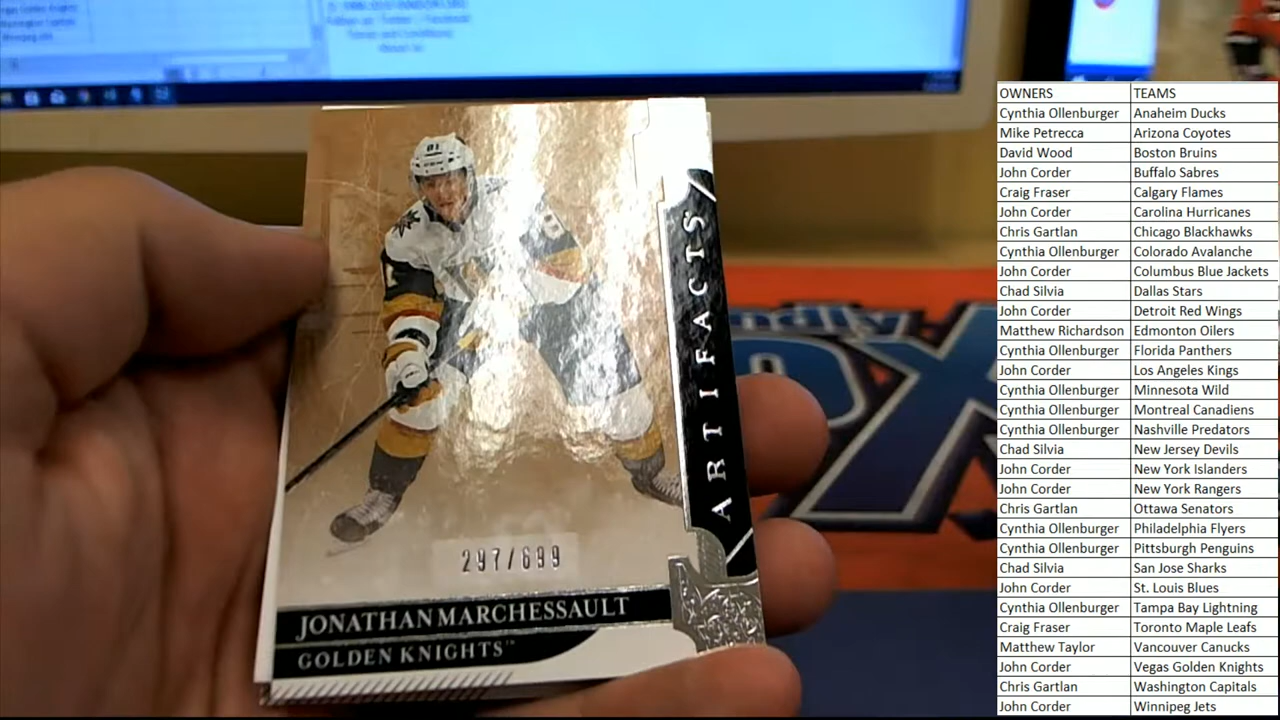 81
ARTIFACTS
297/699
JONATHAN MARCHESSAULT
GOLDEN KNIGHTS
OWNERS TEAMS
Cynthia Ollenburger Anaheim Ducks
Mike Petrecca Arizona Coyotes
David Wood Boston Bruins
John Corder Buffalo Sabres
Craig Fraser Calgary Flames
John Corder Carolina Hurricanes
Chris Gartlan Chicago Blackhawks
Cynthia Ollenburger Colorado Avalanche
John Corder Columbus Blue Jackets
Chad Silvia Dallas Stars
John Corder Detroit Red Wings
Matthew Richardson Edmonton Oilers
Cynthia Ollenburger Florida Panthers
John Corder Los Angeles Kings
Cynthia Ollenburger Minnesota Wild
Cynthia Ollenburger Montreal Canadiens
Cynthia Ollenburger Nashville Predators
Chad Silvia New Jersey Devils
John Corder New York Islanders
John Corder New York Rangers
Chris Gartlan Ottawa Senators
Cynthia Ollenburger Philadelphia Flyers
Cynthia Ollenburger Pittsburgh Penguins
Chad Silvia San Jose Sharks
John Corder St. Louis Blues
Cynthia Ollenburger Tampa Bay Lightning
Craig Fraser Toronto Maple Leafs
Matthew Taylor Vancouver Canucks
John Corder Vegas Golden Knights
Chris Gartlan Washington Capitals
John Corder Winnipeg Jets